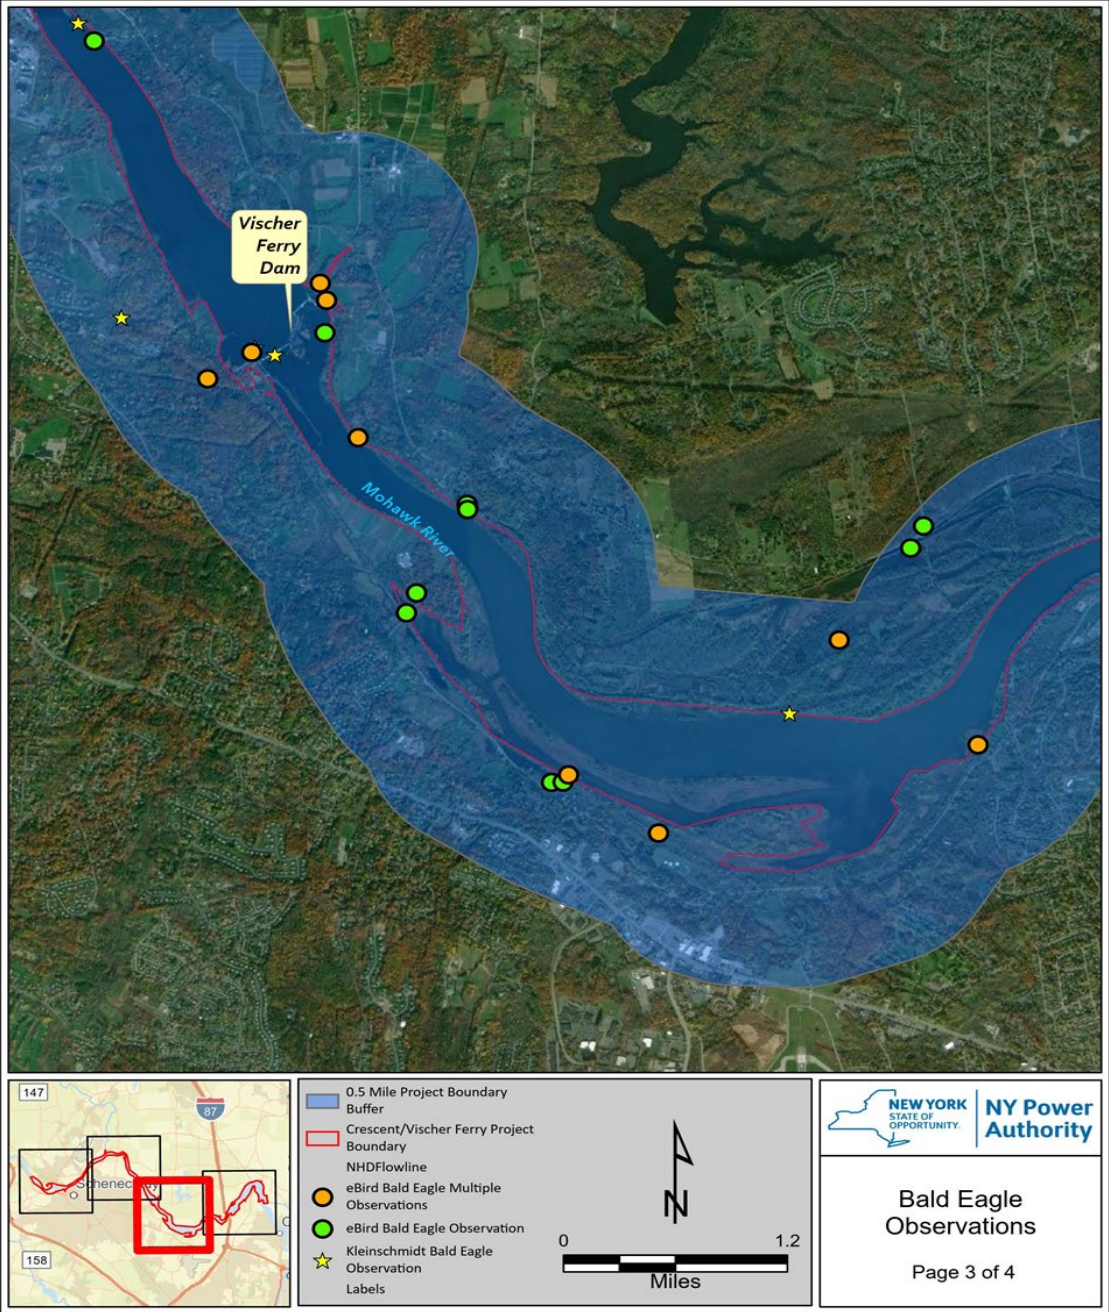 Vischer
Ferry
Dam
Mohawk River
147
87
Schenectady
158
0.5 Mile Project Boundary
Buffer
Crescent/Vischer Ferry Project
Boundary
NHDFlowline
eBird Bald Eagle Multiple
Observations
eBird Bald Eagle Observation
Kleinschmidt Bald Eagle
Observation
Labels
N
0
1.2
Miles
NEW YORK
STATE OF
OPPORTUNITY.
NY Power
Authority
Bald Eagle
Observations
Page 3 of 4